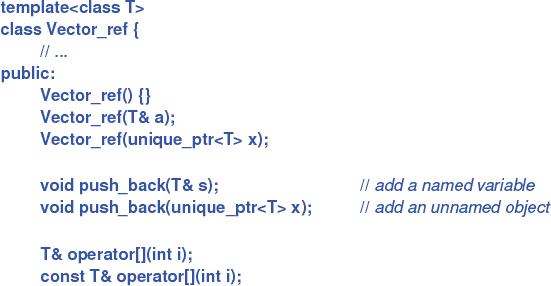 template<class T>
class Vector_ref {
// ...
public:
Vector_ref() {}
Vector_ref(T& a);
Vector_ref(unique_ptr<T> x);
void push_back(T& s); // add a named variable
void push_back(unique_ptr<T> x); // add an unnamed object
T& operator[](int i);
const T& operator[](int i);